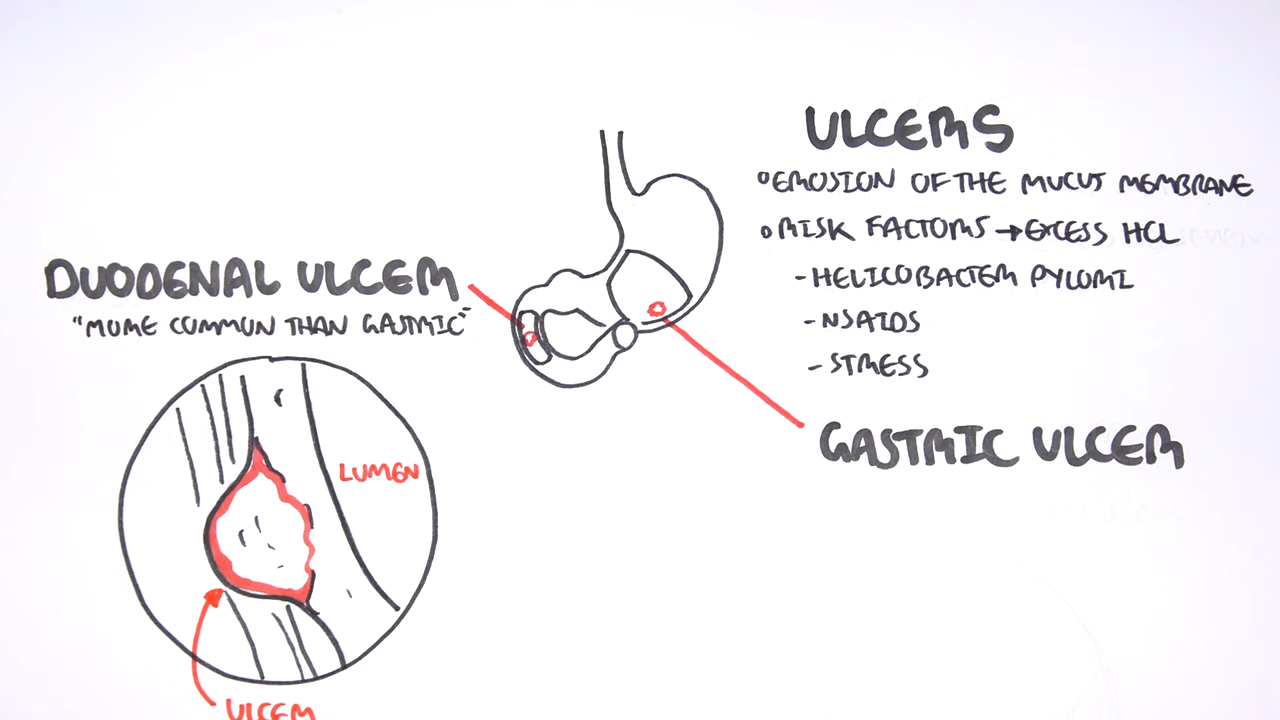 ULCERS
EROSION OF THE MUCUS MEMBRANE
RISK FACTORS → EXCESS HCL
- HELICOBACTER PYLORI
- NSAIDS
- STRESS
DUODENAL ULCER
"MORE COMMON THAN GASTRIC"
LUMEN
GASTRIC ULCER
ULCER